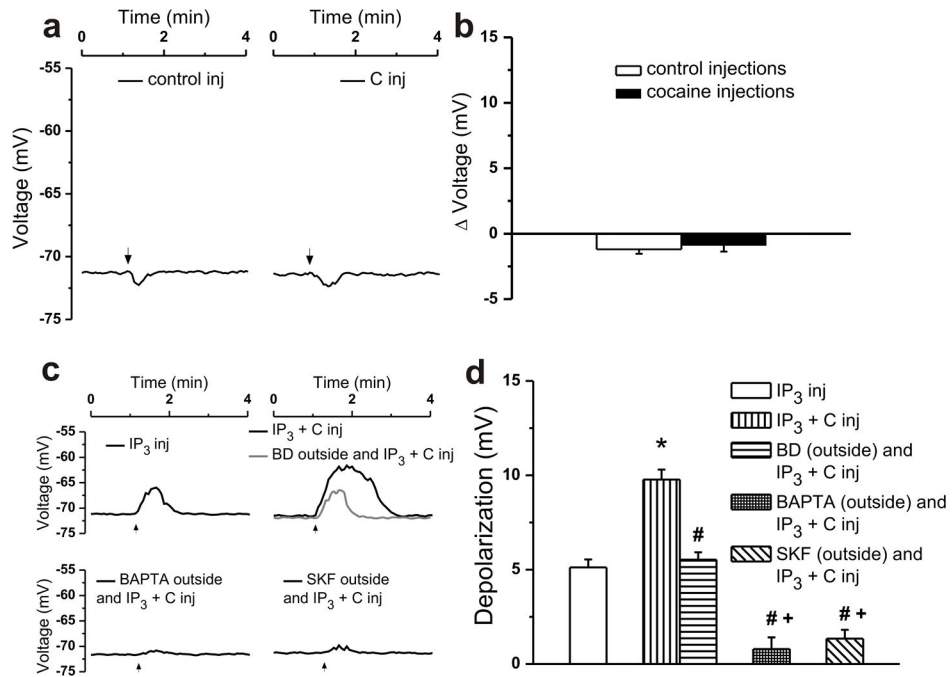 a
Time (min)
Time (min)
0 2 4
0 2 4
control inj
C inj
Voltage (mV)
-55
-60
-65
-70
-75
b
15
10
5
0
-5
Δ Voltage (mV)
control injections
cocaine injections
c
Time (min)
Time (min)
0 2 4
0 2 4
Voltage (mV)
-55
-60
-65
-70
-75
IP3 inj
IP3 + C inj
BD outside and IP3 + C inj
Voltage (mV)
-55
-60
-65
-70
-75
BAPTA outside
and IP3 + C inj
SKF outside
and IP3 + C inj
d
15
10
5
0
Depolarization (mV)
*
#
# +
# +
IP3 inj
IP3 + C inj
BD (outside) and
IP3 + C inj
BAPTA (outside) and
IP3 + C inj
SKF (outside) and
IP3 + C inj